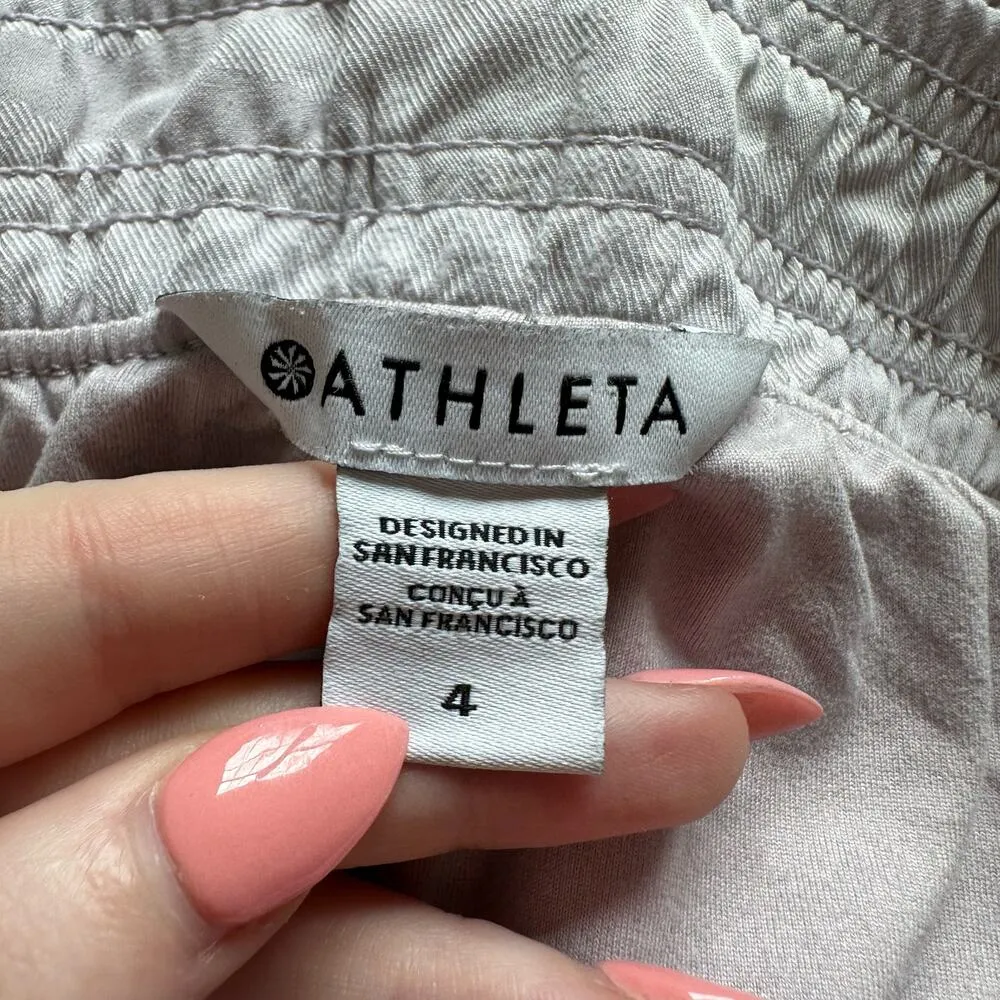 ATHLETA
DESIGNED IN
SAN FRANCISCO
CONÇU À
SAN FRANCISCO
4